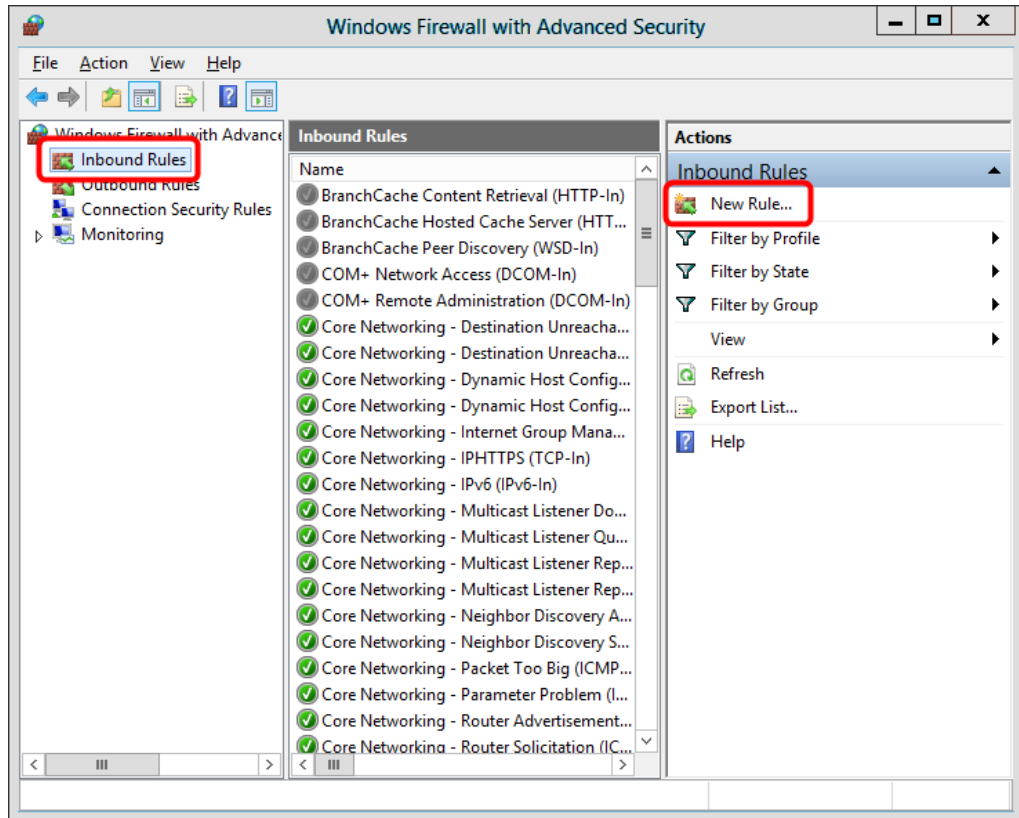 Windows Firewall with Advanced Security
File Action View Help
Windows Firewall with Advance
Inbound Rules
Outbound Rules
Connection Security Rules
Monitoring
Inbound Rules
Name
BranchCache Content Retrieval (HTTP-In)
BranchCache Hosted Cache Server (HTT...
BranchCache Peer Discovery (WSD-In)
COM+ Network Access (DCOM-In)
COM+ Remote Administration (DCOM-In)
Core Networking - Destination Unreacha...
Core Networking - Destination Unreacha...
Core Networking - Dynamic Host Config...
Core Networking - Dynamic Host Config...
Core Networking - Internet Group Mana...
Core Networking - IPHTTPS (TCP-In)
Core Networking - IPv6 (IPv6-In)
Core Networking - Multicast Listener Do...
Core Networking - Multicast Listener Qu...
Core Networking - Multicast Listener Rep...
Core Networking - Multicast Listener Rep...
Core Networking - Neighbor Discovery A...
Core Networking - Neighbor Discovery S...
Core Networking - Packet Too Big (ICMP...
Core Networking - Parameter Problem (I...
Core Networking - Router Advertisement...
Core Networking - Router Solicitation (IC...
Actions
Inbound Rules
New Rule...
Filter by Profile
Filter by State
Filter by Group
View
Refresh
Export List...
Help